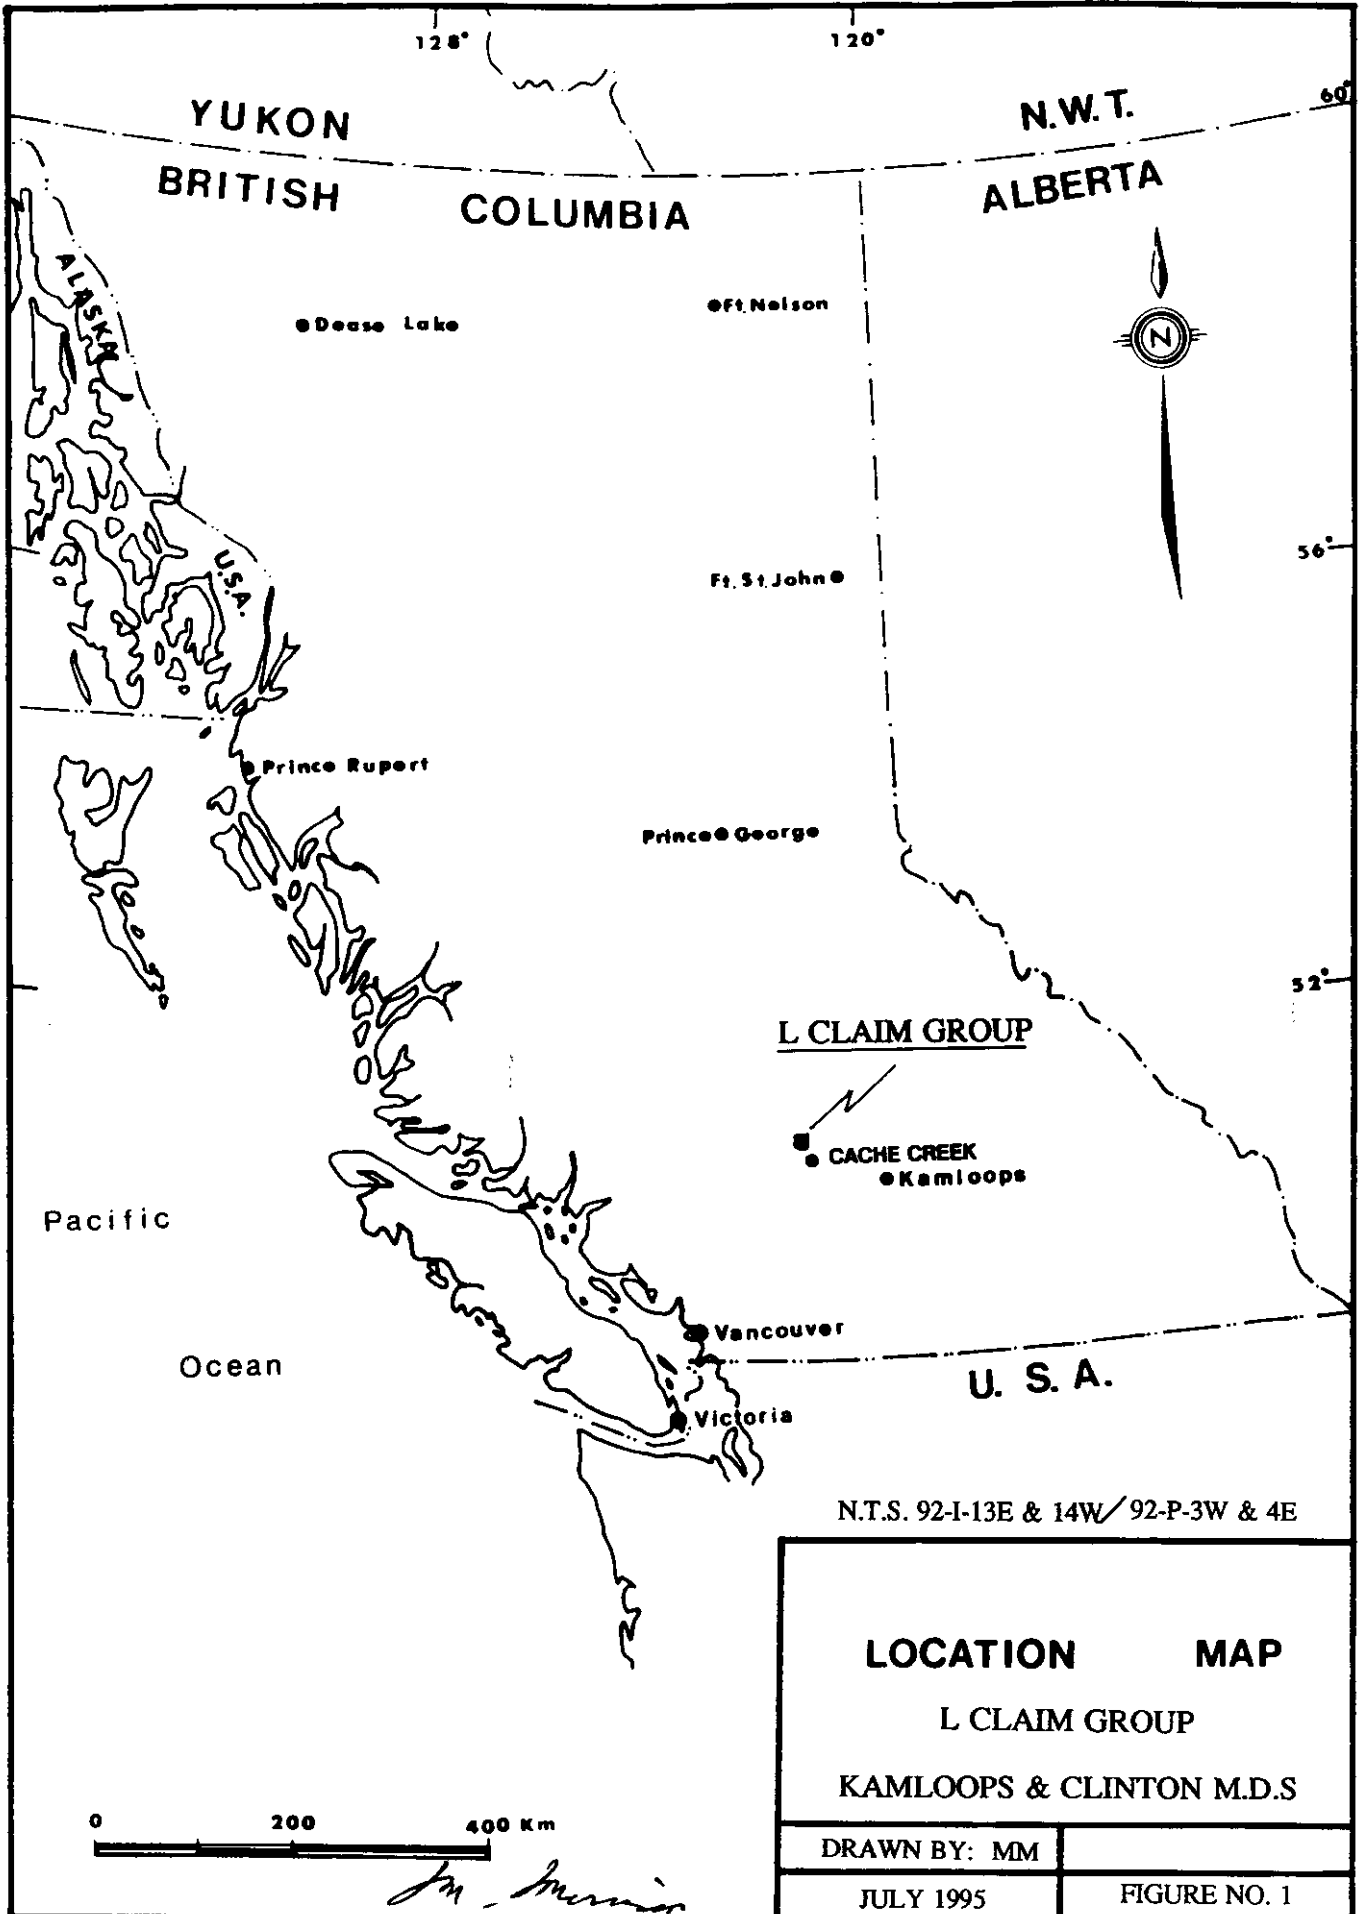 128° 120°
YUKON N.W.T. 60°
BRITISH COLUMBIA ALBERTA
ALASKA
Dease Lake Ft. Nelson
N
U.S.A.
56°
Ft. St. John
Prince Rupert
Prince George
52°
L CLAIM GROUP
CACHE CREEK
Kamloops
Pacific
Ocean
Vancouver
U. S. A.
Victoria
N.T.S. 92-I-13E & 14W/92-P-3W & 4E
LOCATION MAP
L CLAIM GROUP
KAMLOOPS & CLINTON M.D.S
0 200 400 Km
DRAWN BY: MM
JULY 1995 FIGURE NO. 1